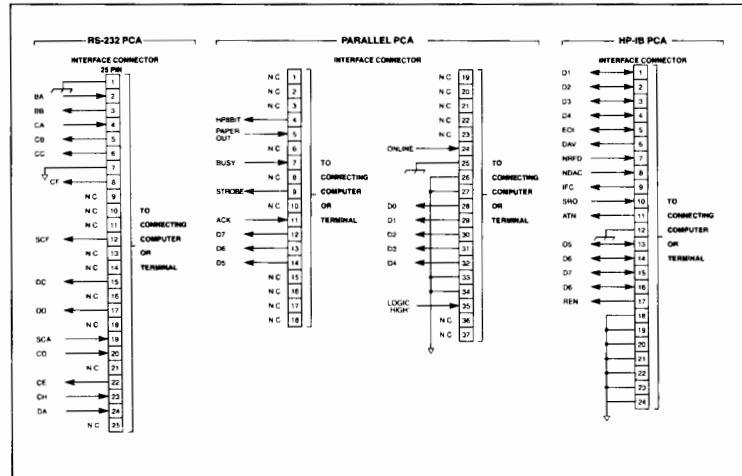 RS-232 PCA
INTERFACE CONNECTOR
25 PIN
1
BA 2
BB 3
CA 4
CB 5
CC 6
7
CF 8
N C 9
N C 10 TO
N C 11 CONNECTING
SCF 12 COMPUTER
N C 13 OR
N C 14 TERMINAL
DC 15
N C 16
DD 17
N C 18
SCA 19
CD 20
N C 21
CE 22
CH 23
DA 24
N C 25
PARALLEL PCA
INTERFACE CONNECTOR
N C 1
N C 2
N C 3
HP8BIT 4
PAPER OUT 5
N C 6
BUSY 7 TO
N C 8 CONNECTING
STROBE 9 COMPUTER
N C 10 OR
ACK 11 TERMINAL
D7 12
D6 13
D5 14
N C 15
N C 16
N C 17
N C 18
N C 19
N C 20
N C 21
N C 22
N C 23
ONLINE 24
25 TO
26 CONNECTING
27 COMPUTER
D0 28 OR
D1 29 TERMINAL
D2 30
D3 31
D4 32
33
34
LOGIC HIGH 35
N C 36
N C 37
HP-IB PCA
INTERFACE CONNECTOR
D1 1
D2 2
D3 3
D4 4
EOI 5
DAV 6
NRFD 7
NDAC 8
IFC 9
SRO 10 TO
ATN 11 CONNECTING
12 COMPUTER
O5 13 OR
D6 14 TERMINAL
D7 15
D6 16
REN 17
18
19
20
21
22
23
24